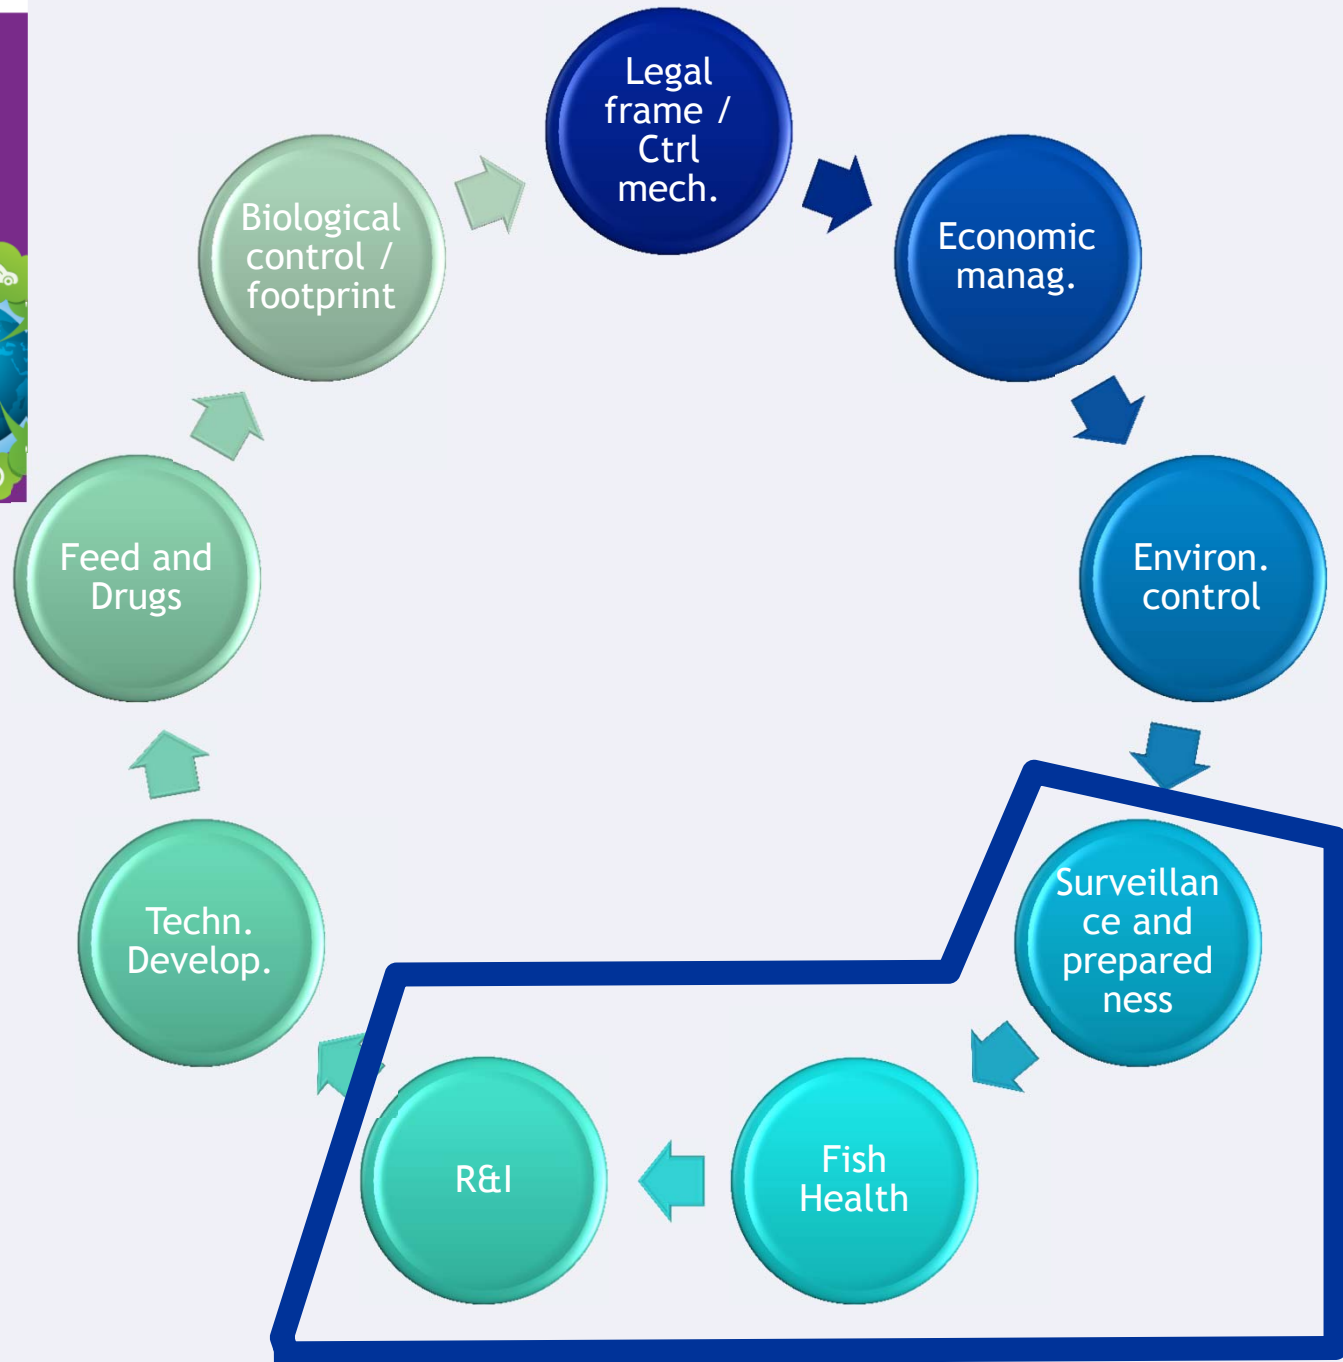 Legal
frame /
Ctrl
mech.
Economic
manag.
Environ.
control
Surveillan
ce and
prepared
ness
Fish
Health
R&I
Techn.
Develop.
Feed and
Drugs
Biological
control /
footprint